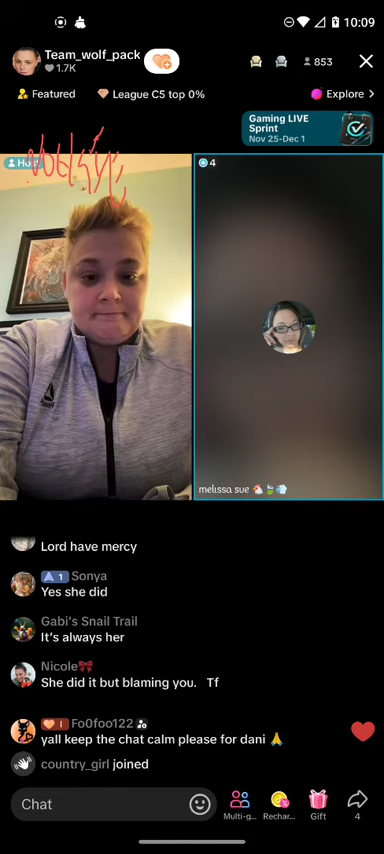 10:09
Team_wolf_pack
1.7K
853
Featured
League C5 top 0%
Explore >
Gaming LIVE
Sprint
Nov 25-Dec 1
4
melissa sue 🐔🍃💨
Lord have mercy
1 Sonya
Yes she did
Gabi's Snail Trail
It's always her
Nicole🎀
She did it but blaming you. Tf
I Fo0foo122
yall keep the chat calm please for dani 🙏
country_girl joined
Chat
Multi-g...
Rechar...
Gift
4